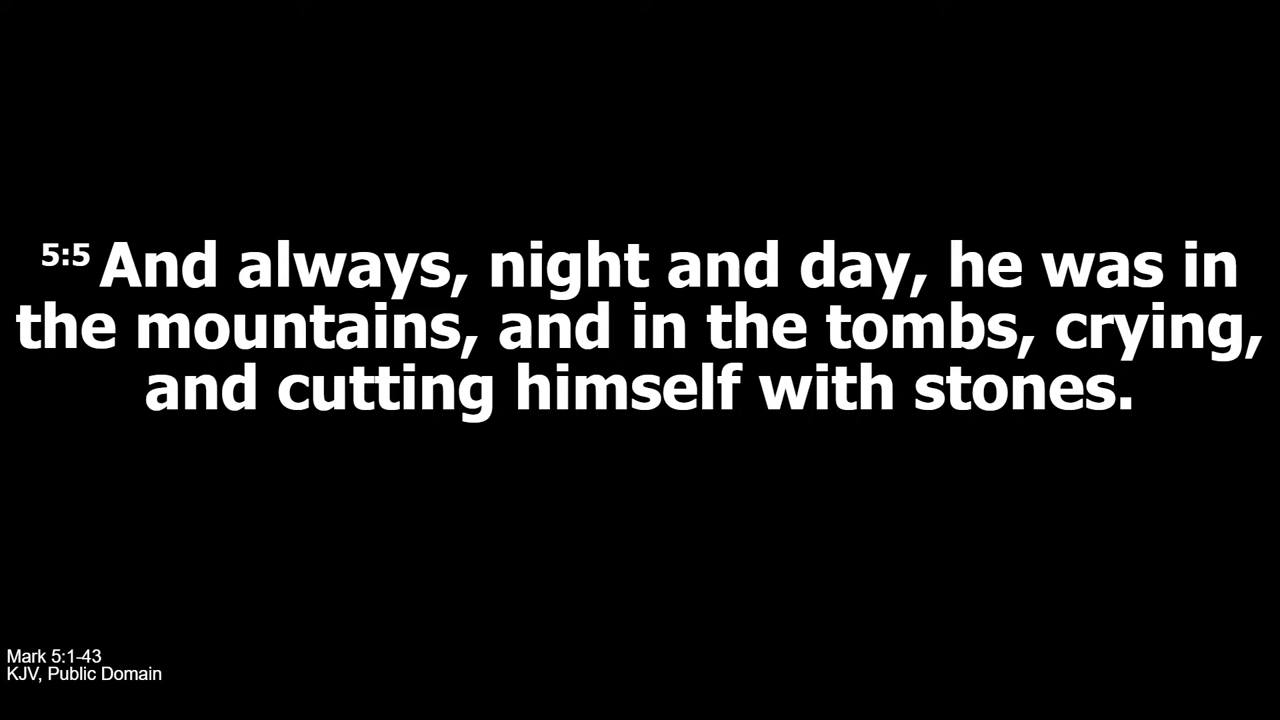 5:5 And always, night and day, he was in
the mountains, and in the tombs, crying,
and cutting himself with stones.
Mark 5:1-43
KJV, Public Domain